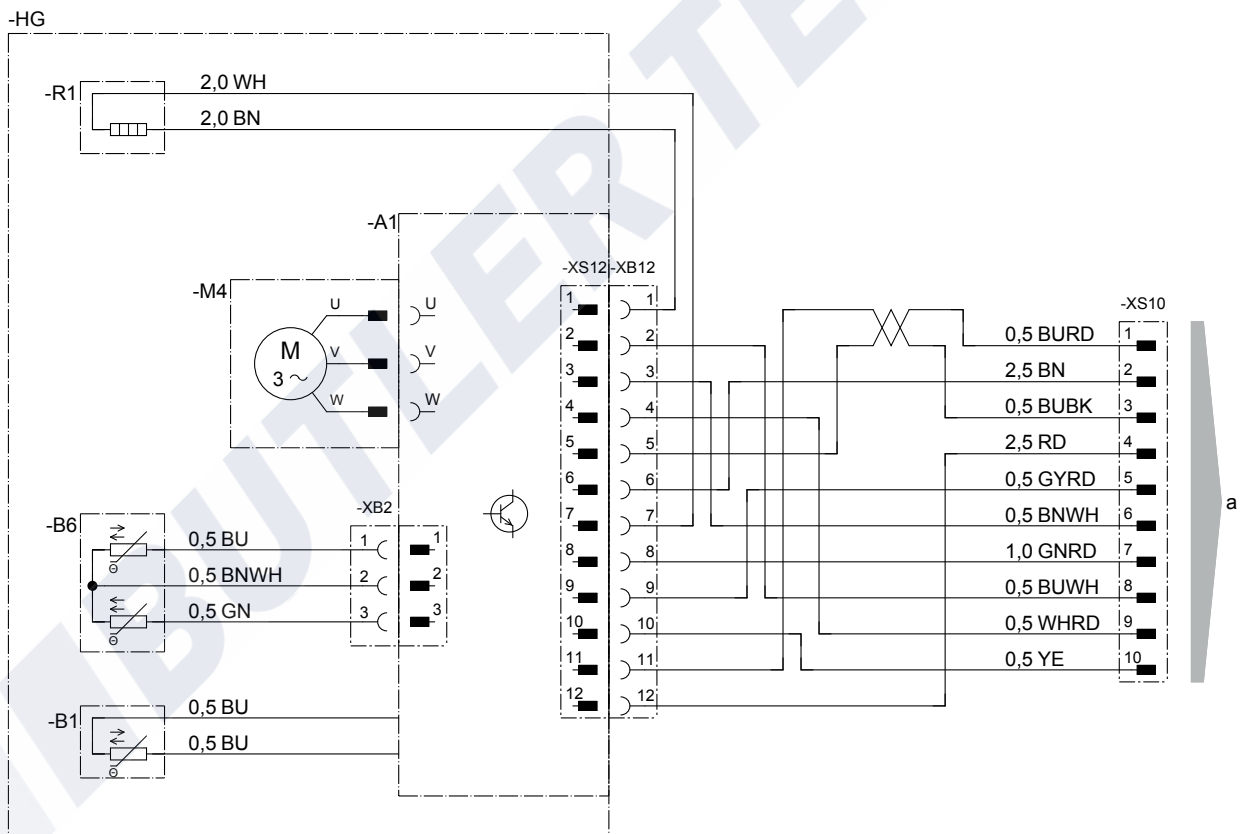 -HG
-R1
2,0 WH
2,0 BN
-A1
-M4
M
3 ~
U
V
W
U
V
W
-XS12
-XB12
1
2
3
4
5
6
7
8
9
10
11
12
1
2
3
4
5
6
7
8
9
10
11
12
-XS10
0,5 BURD
1
2,5 BN
2
0,5 BUBK
3
2,5 RD
4
0,5 GYRD
5
0,5 BNWH
6
1,0 GNRD
7
0,5 BUWH
8
0,5 WHRD
9
0,5 YE
10
a
-XB2
-B6
0,5 BU
1
1
0,5 BNWH
2
2
0,5 GN
3
3
Θ
Θ
-B1
0,5 BU
0,5 BU
Θ
BUTLER TE